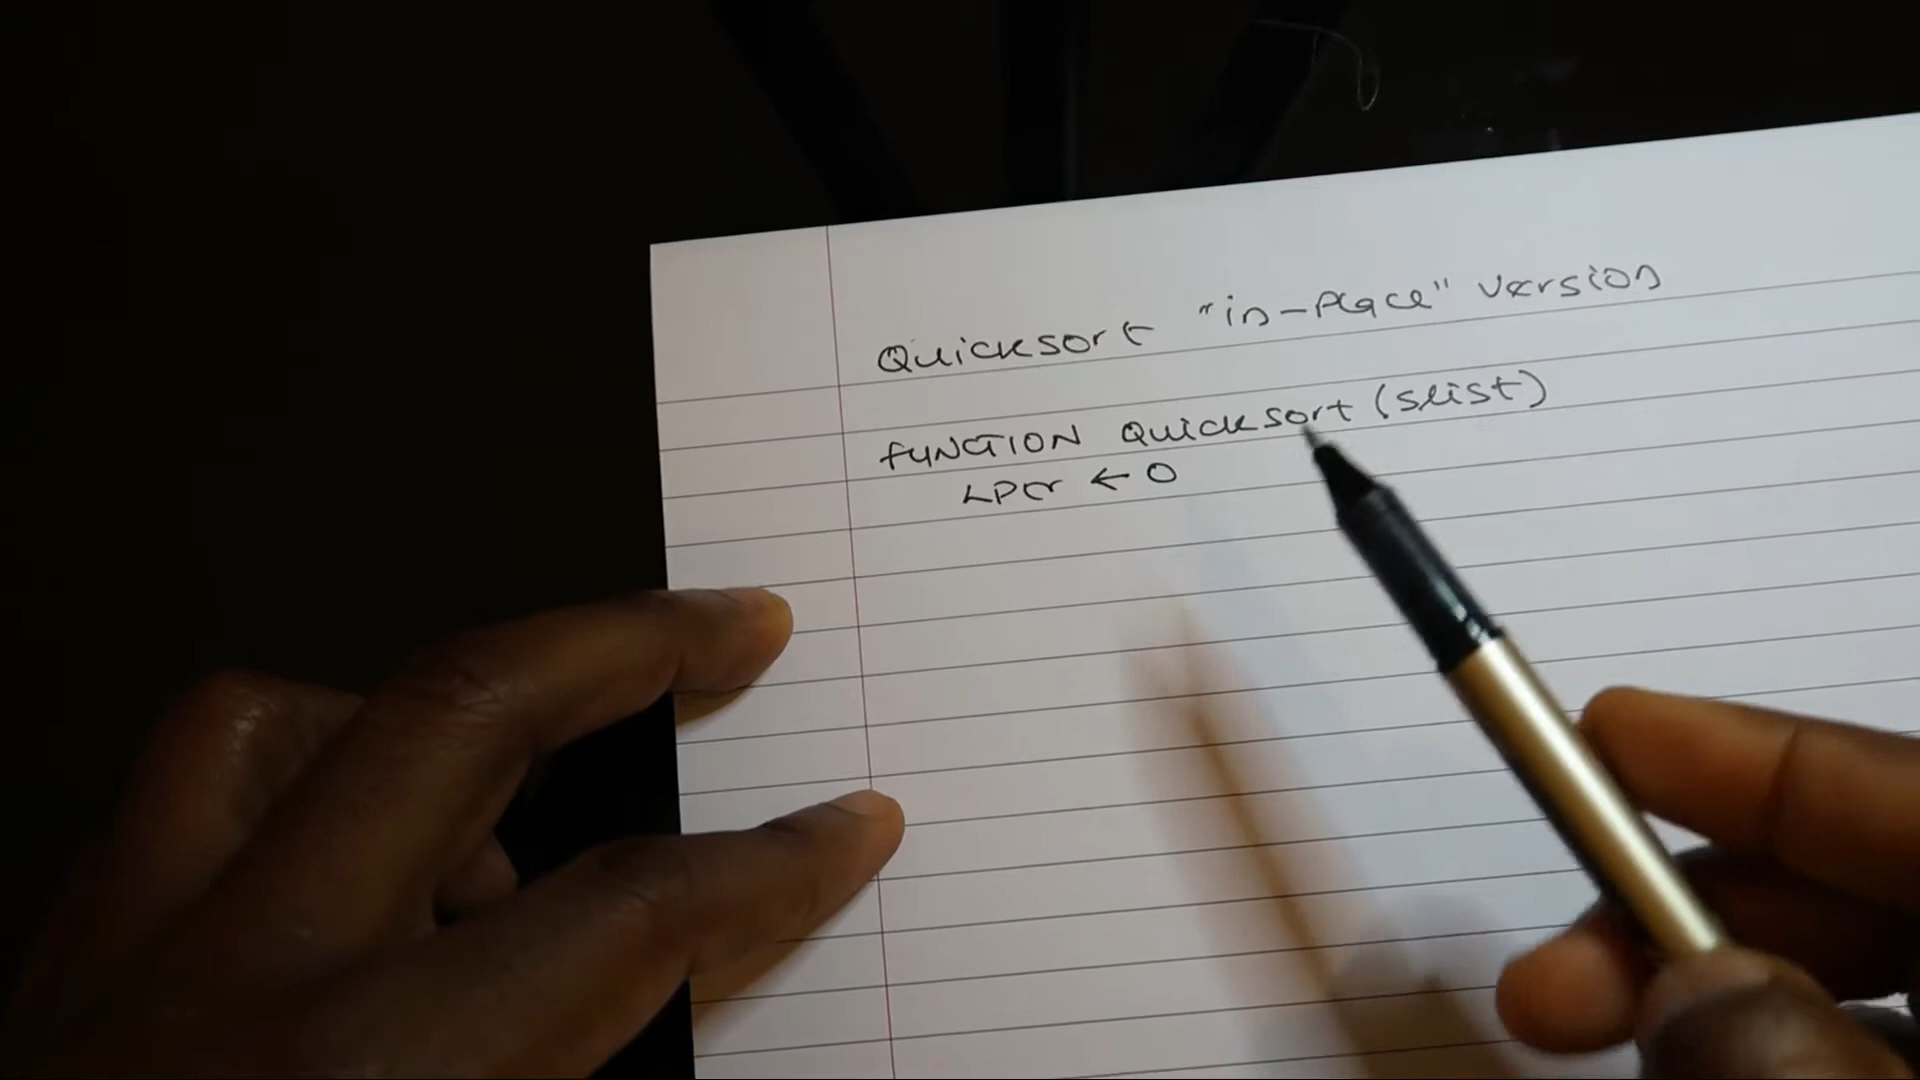 Quicksort "in-place" version
FUNCTION Quicksort (slist)
LPtr ← 0